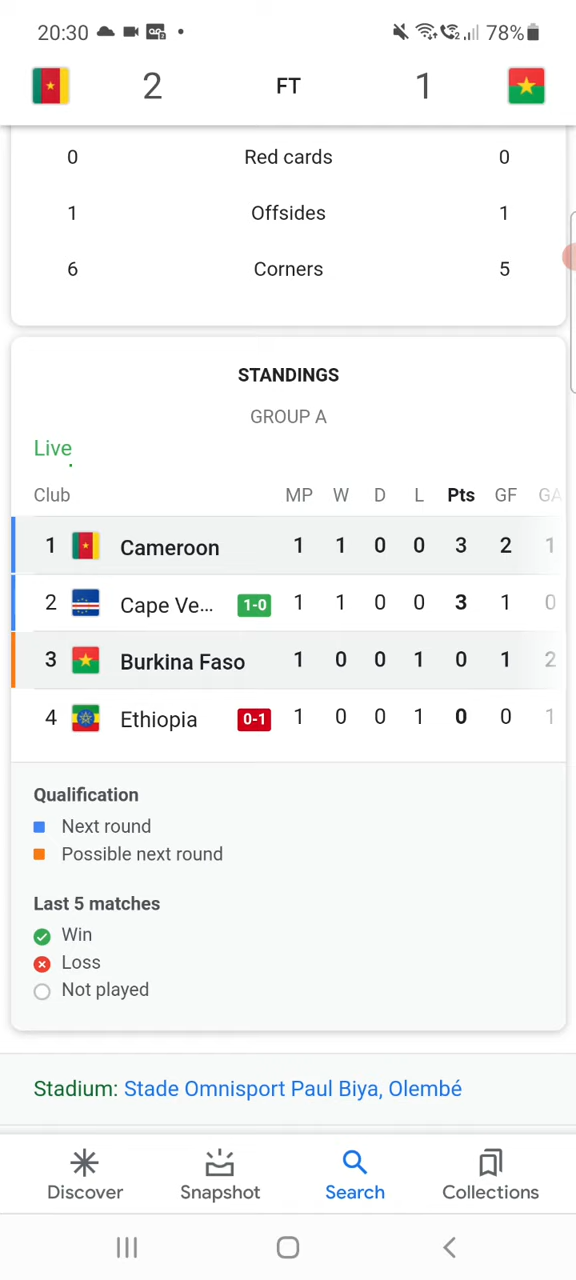 20:30 78%
2 FT 1
0 Red cards 0
1 Offsides 1
6 Corners 5
STANDINGS
GROUP A
Live
Club MP W D L Pts GF GA
1 Cameroon 1 1 0 0 3 2 1
2 Cape Ve... 1-0 1 1 0 0 3 1 0
3 Burkina Faso 1 0 0 1 0 1 2
4 Ethiopia 0-1 1 0 0 1 0 0 1
Qualification
Next round
Possible next round
Last 5 matches
Win
Loss
Not played
Stadium: Stade Omnisport Paul Biya, Olembé
Discover Snapshot Search Collections